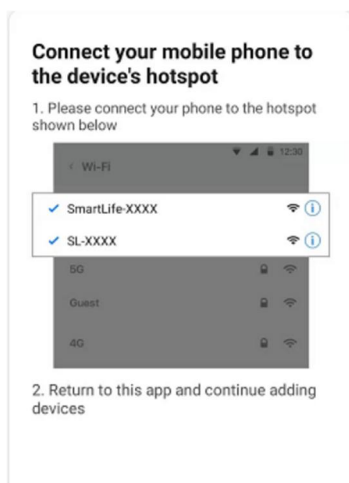 Connect your mobile phone to
the device's hotspot
1. Please connect your phone to the hotspot
shown below
12:30
Wi-Fi
SmartLife-XXXX
SL-XXXX
5G
Guest
4G
2. Return to this app and continue adding
devices